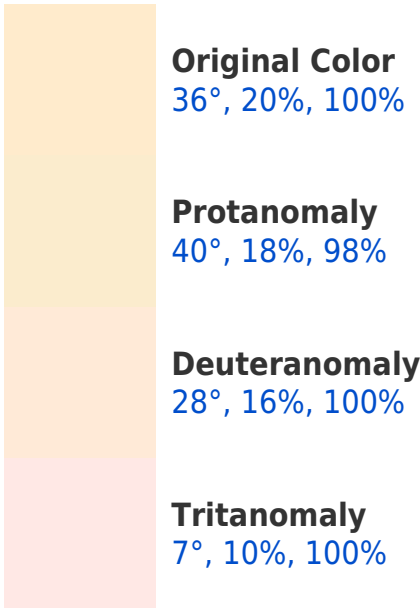 Original Color
36°, 20%, 100%
Protanomaly
40°, 18%, 98%
Deuteranomaly
28°, 16%, 100%
Tritanomaly
7°, 10%, 100%